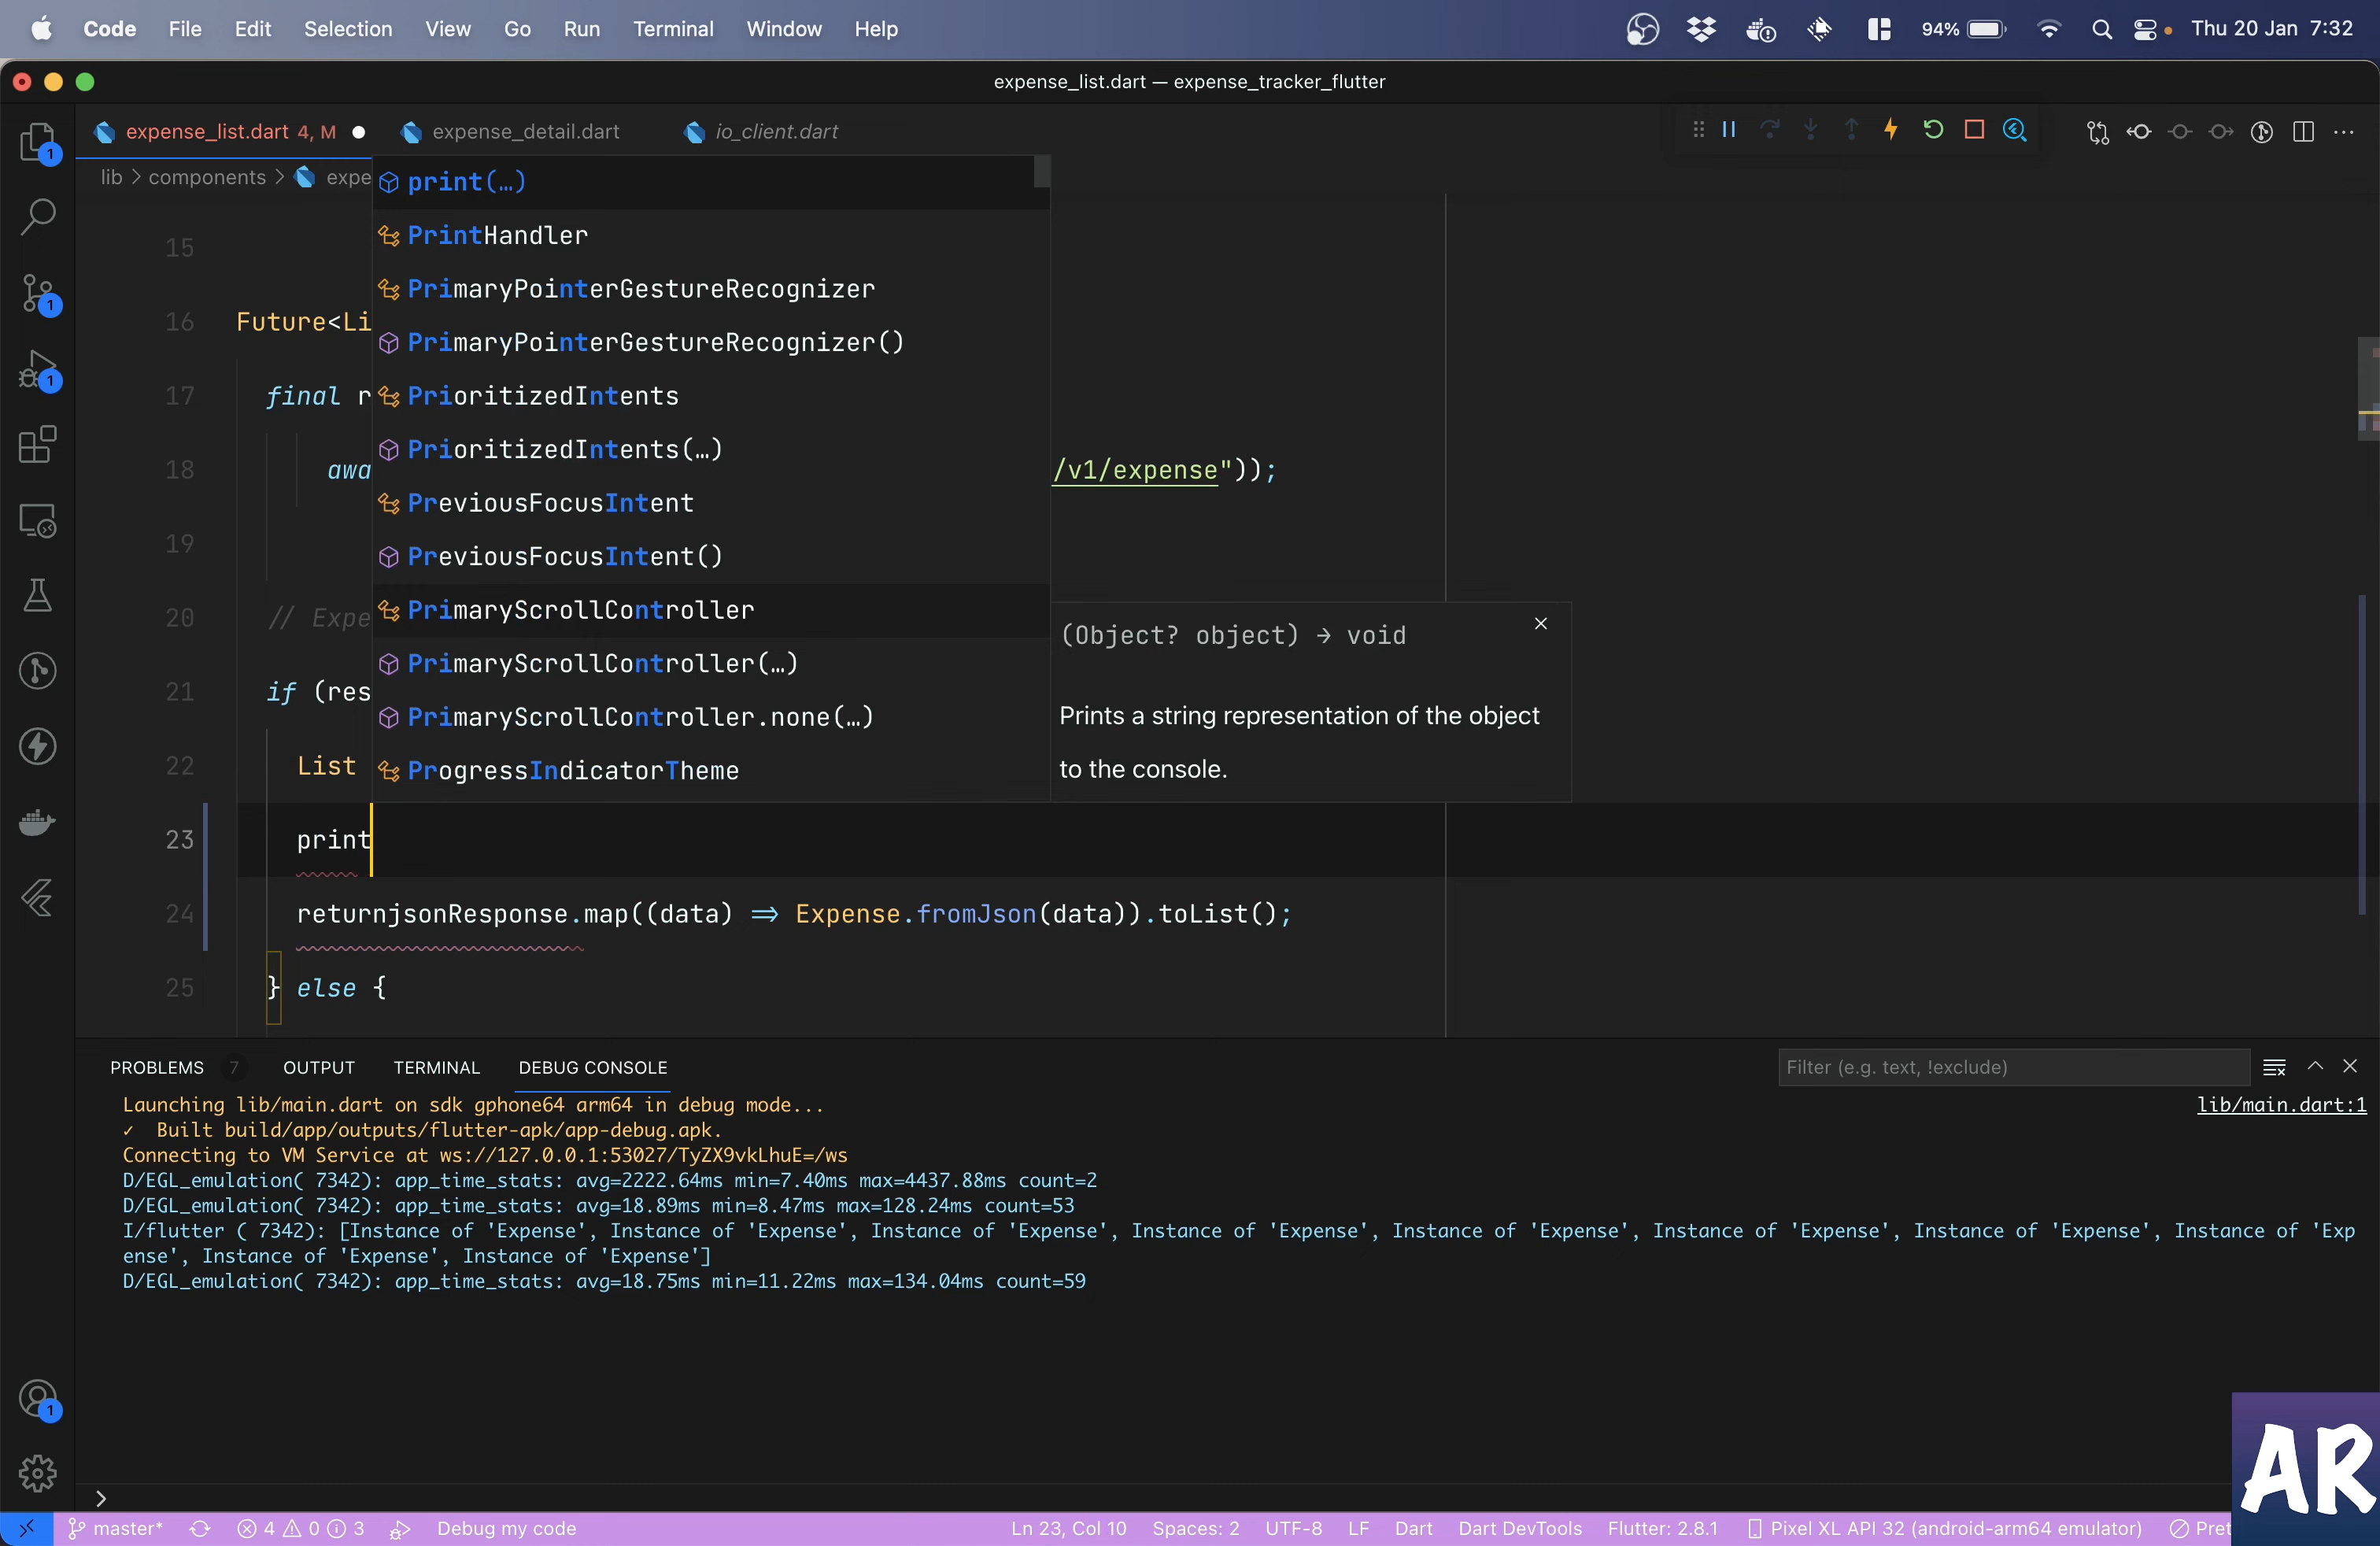 Code File Edit Selection View Go Run Terminal Window Help 94% Thu 20 Jan 7:32
expense_list.dart — expense_tracker_flutter
expense_list.dart 4, M expense_detail.dart io_client.dart
lib > components > expe
print(…)
PrintHandler
PrimaryPointerGestureRecognizer
PrimaryPointerGestureRecognizer()
PrioritizedIntents
PrioritizedIntents(…)
PreviousFocusIntent
PreviousFocusIntent()
PrimaryScrollController
PrimaryScrollController(…)
PrimaryScrollController.none(…)
ProgressIndicatorTheme
(Object? object) → void
Prints a string representation of the object
to the console.
15
16 Future<Li
17 final r
18 awa /v1/expense"));
19
20 // Expe
21 if (res
22 List
23 print
24 returnjsonResponse.map((data) => Expense.fromJson(data)).toList();
25 } else {
PROBLEMS 7 OUTPUT TERMINAL DEBUG CONSOLE Filter (e.g. text, !exclude)
Launching lib/main.dart on sdk gphone64 arm64 in debug mode... lib/main.dart:1
✓ Built build/app/outputs/flutter-apk/app-debug.apk.
Connecting to VM Service at ws://127.0.0.1:53027/TyZX9vkLhuE=/ws
D/EGL_emulation( 7342): app_time_stats: avg=2222.64ms min=7.40ms max=4437.88ms count=2
D/EGL_emulation( 7342): app_time_stats: avg=18.89ms min=8.47ms max=128.24ms count=53
I/flutter ( 7342): [Instance of 'Expense', Instance of 'Expense', Instance of 'Expense', Instance of 'Expense', Instance of 'Expense', Instance of 'Expense', Instance of 'Expense', Instance of 'Exp
ense', Instance of 'Expense', Instance of 'Expense']
D/EGL_emulation( 7342): app_time_stats: avg=18.75ms min=11.22ms max=134.04ms count=59
1
1
1
1
>
master* 4 0 3 Debug my code Ln 23, Col 10 Spaces: 2 UTF-8 LF Dart Dart DevTools Flutter: 2.8.1 Pixel XL API 32 (android-arm64 emulator) Pret
AR